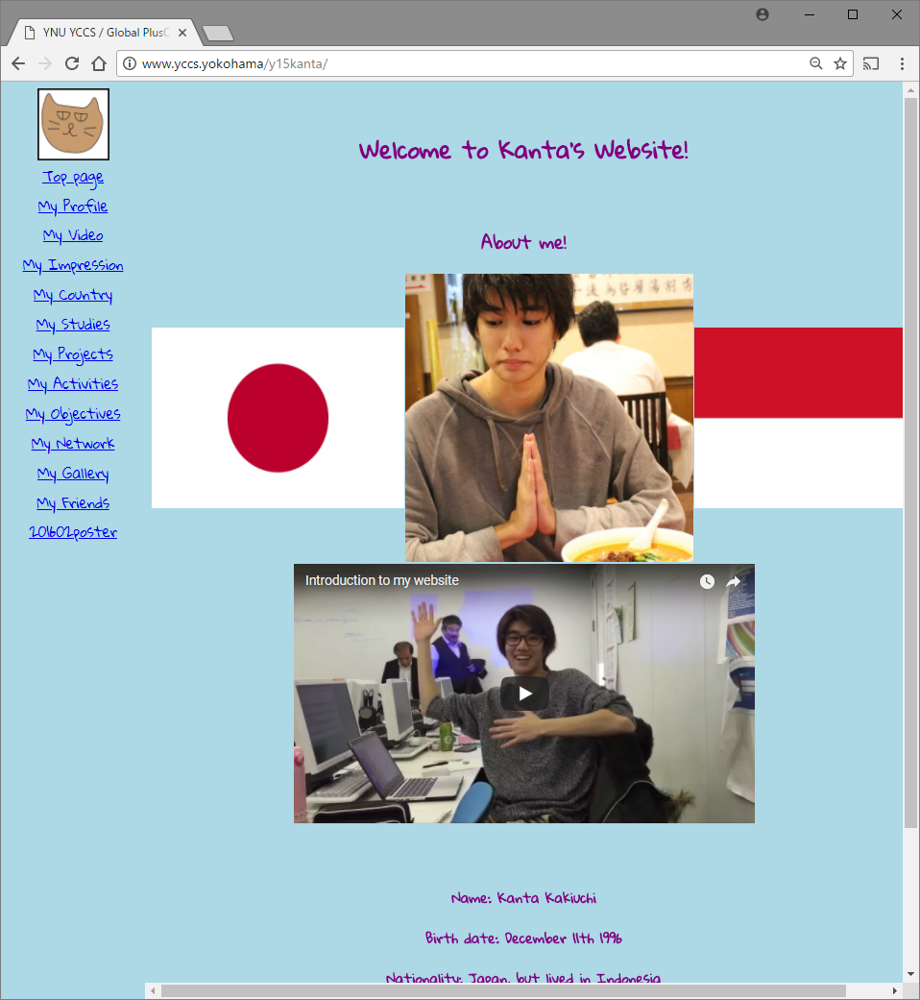 YNU YCCS / Global Plus
www.yccs.yokohama/y15kanta/
Welcome to Kanta's Website!
Top page
My Profile
My Video
My Impression
My Country
My Studies
My Projects
My Activities
My Objectives
My Network
My Gallery
My Friends
201602poster
About me!
Introduction to my website
Name: Kanta Kakiuchi
Birth date: December 11th 1996
Nationality: Japan, but lived in Indonesia